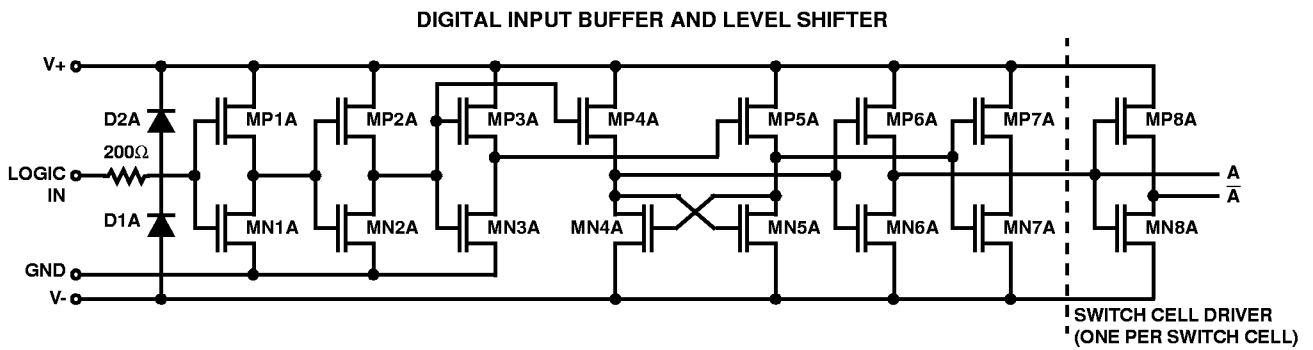 DIGITAL INPUT BUFFER AND LEVEL SHIFTER
V+
D2A
MP1A
MP2A
MP3A
MP4A
MP5A
MP6A
MP7A
MP8A
200Ω
LOGIC
IN
A
A̅
D1A
MN1A
MN2A
MN3A
MN4A
MN5A
MN6A
MN7A
MN8A
GND
V-
SWITCH CELL DRIVER
(ONE PER SWITCH CELL)